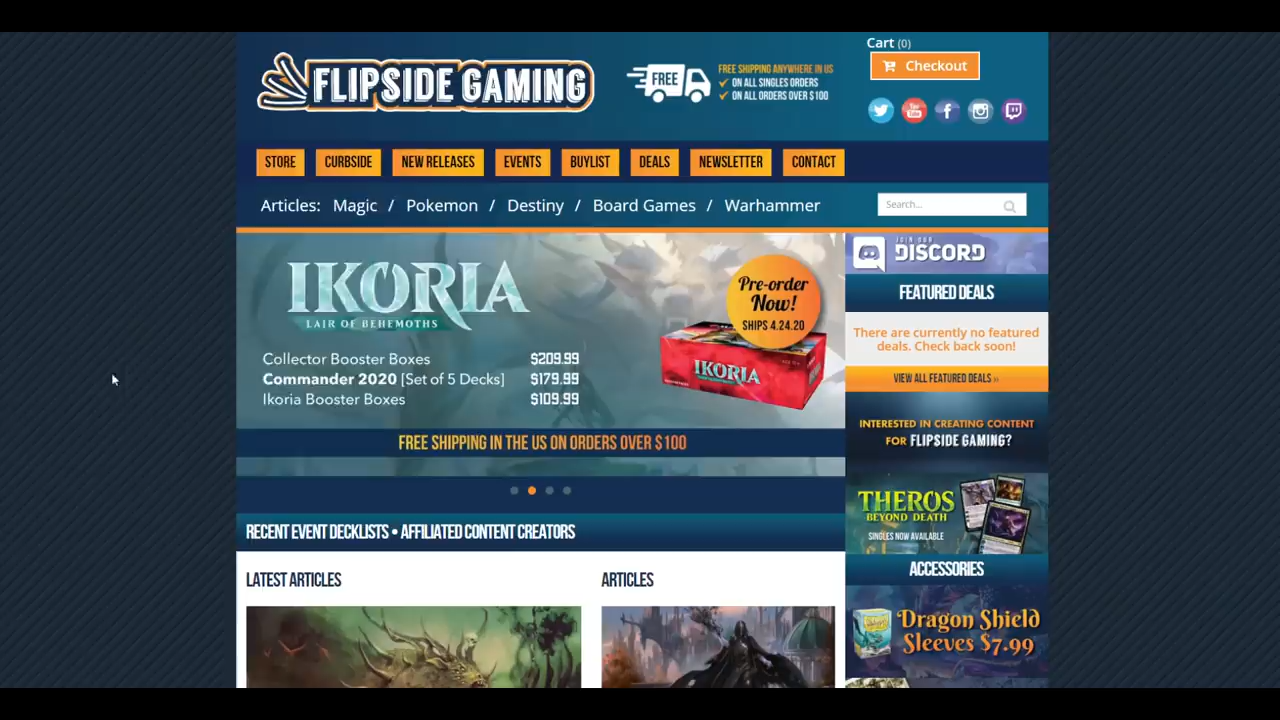 Cart (0)
FLIPSIDE GAMING
FREE
FREE SHIPPING ANYWHERE IN US
ON ALL SINGLES ORDERS
ON ALL ORDERS OVER $100
Checkout
You
Tube
STORE CURBSIDE NEW RELEASES EVENTS BUYLIST DEALS NEWSLETTER CONTACT
Articles: Magic / Pokemon / Destiny / Board Games / Warhammer
Search...
IKORIA
LAIR OF BEHEMOTHS
Pre-order
Now!
SHIPS 4.24.20
IKORIA
Collector Booster Boxes $209.99
Commander 2020 [Set of 5 Decks] $179.99
Ikoria Booster Boxes $109.99
FREE SHIPPING IN THE US ON ORDERS OVER $100
JOIN OUR
DISCORD
FEATURED DEALS
There are currently no featured
deals. Check back soon!
VIEW ALL FEATURED DEALS »
INTERESTED IN CREATING CONTENT
FOR FLIPSIDE GAMING?
THEROS
BEYOND DEATH
SINGLES NOW AVAILABLE
ACCESSORIES
Dragon Shield
Sleeves $7.99
RECENT EVENT DECKLISTS • AFFILIATED CONTENT CREATORS
LATEST ARTICLES
ARTICLES